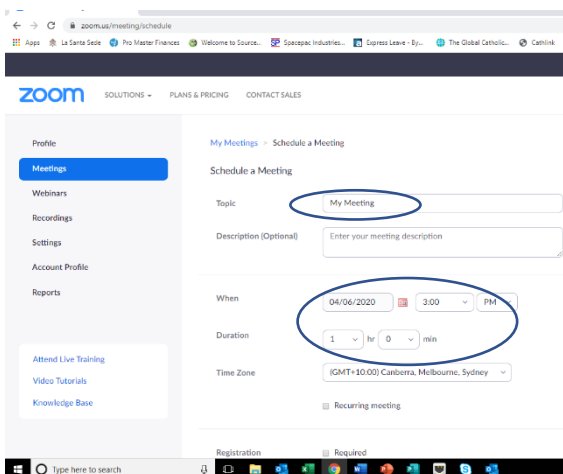 zoom.us/meeting/schedule
Apps La Santa Sede Pro Master Finances Welcome to Source... Spacepac Industries... Express Leave - By... The Global Catholic... Cathlink
zoom SOLUTIONS PLANS & PRICING CONTACT SALES
Profile
Meetings
Webinars
Recordings
Settings
Account Profile
Reports
Attend Live Training
Video Tutorials
Knowledge Base
My Meetings > Schedule a Meeting
Schedule a Meeting
Topic My Meeting
Description (Optional) Enter your meeting description
When 04/06/2020 3:00 PM
Duration 1 hr 0 min
Time Zone (GMT+10:00) Canberra, Melbourne, Sydney
Recurring meeting
Registration Required
Type here to search